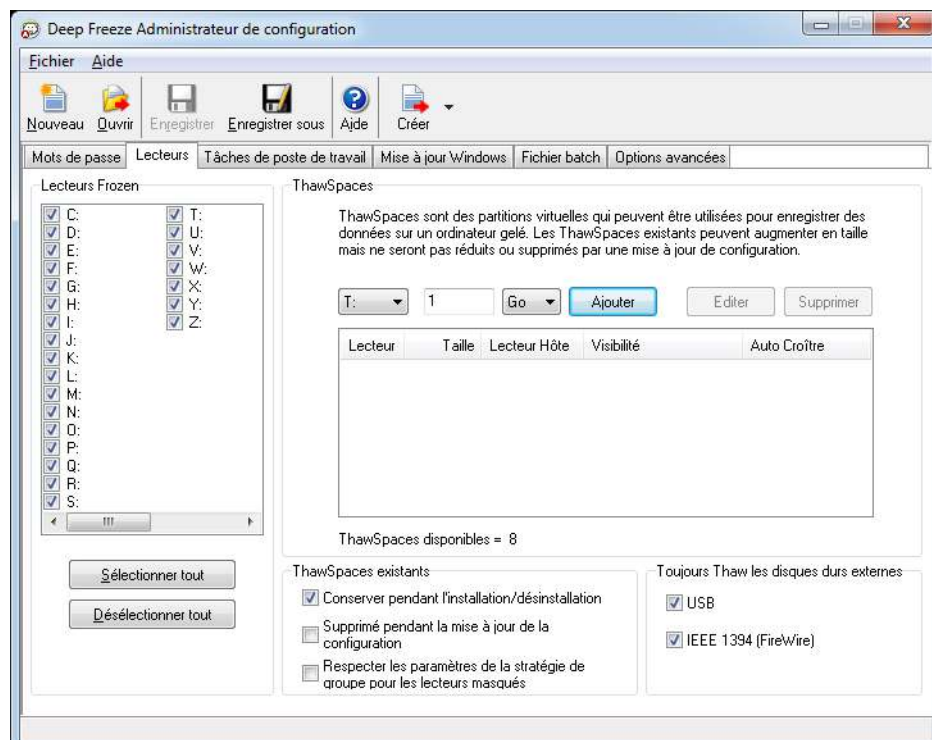 Deep Freeze Administrateur de configuration
Fichier Aide
Nouveau Ouvrir Enregistrer Enregistrer sous Aide Créer
Mots de passe Lecteurs Tâches de poste de travail Mise à jour Windows Fichier batch Options avancées
Lecteurs Frozen
C: T:
D: U:
E: V:
F: W:
G: X:
H: Y:
I: Z:
J:
K:
L:
M:
N:
O:
P:
Q:
R:
S:
Sélectionner tout
Désélectionner tout
ThawSpaces
ThawSpaces sont des partitions virtuelles qui peuvent être utilisées pour enregistrer des
données sur un ordinateur gelé. Les ThawSpaces existants peuvent augmenter en taille
mais ne seront pas réduits ou supprimés par une mise à jour de configuration.
T: 1 Go Ajouter Editer Supprimer
Lecteur Taille Lecteur Hôte Visibilité Auto Croître
ThawSpaces disponibles = 8
ThawSpaces existants
Conserver pendant l'installation/désinstallation
Supprimé pendant la mise à jour de la
configuration
Respecter les paramètres de la stratégie de
groupe pour les lecteurs masqués
Toujours Thaw les disques durs externes
USB
IEEE 1394 (FireWire)